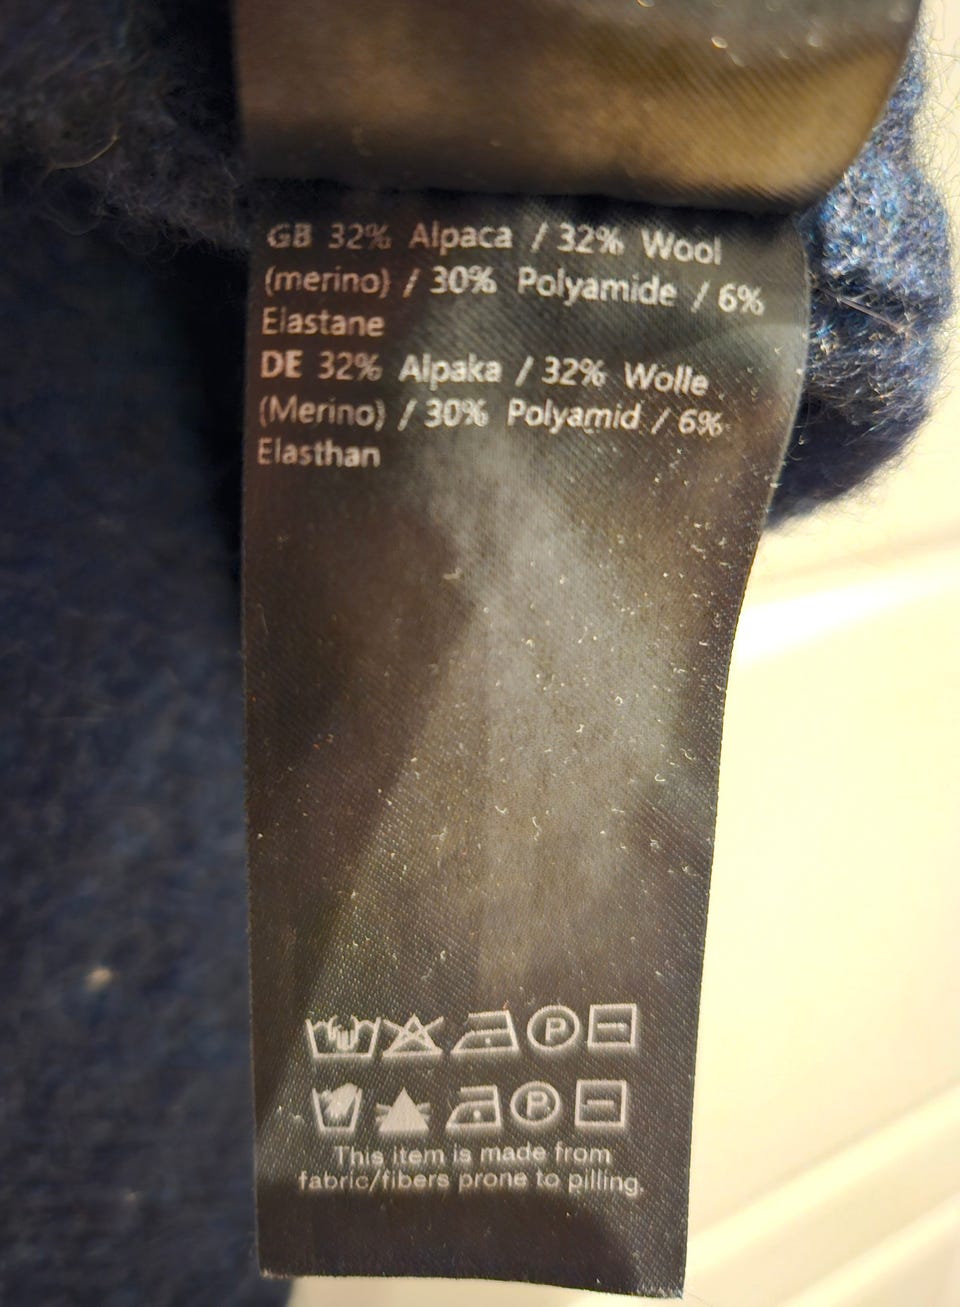 GB 32% Alpaca / 32% Wool
(merino) / 30% Polyamide / 6%
Elastane
DE 32% Alpaka / 32% Wolle
(Merino) / 30% Polyamid / 6%
Elasthan
P
P
This item is made from
fabric/fibers prone to pilling.